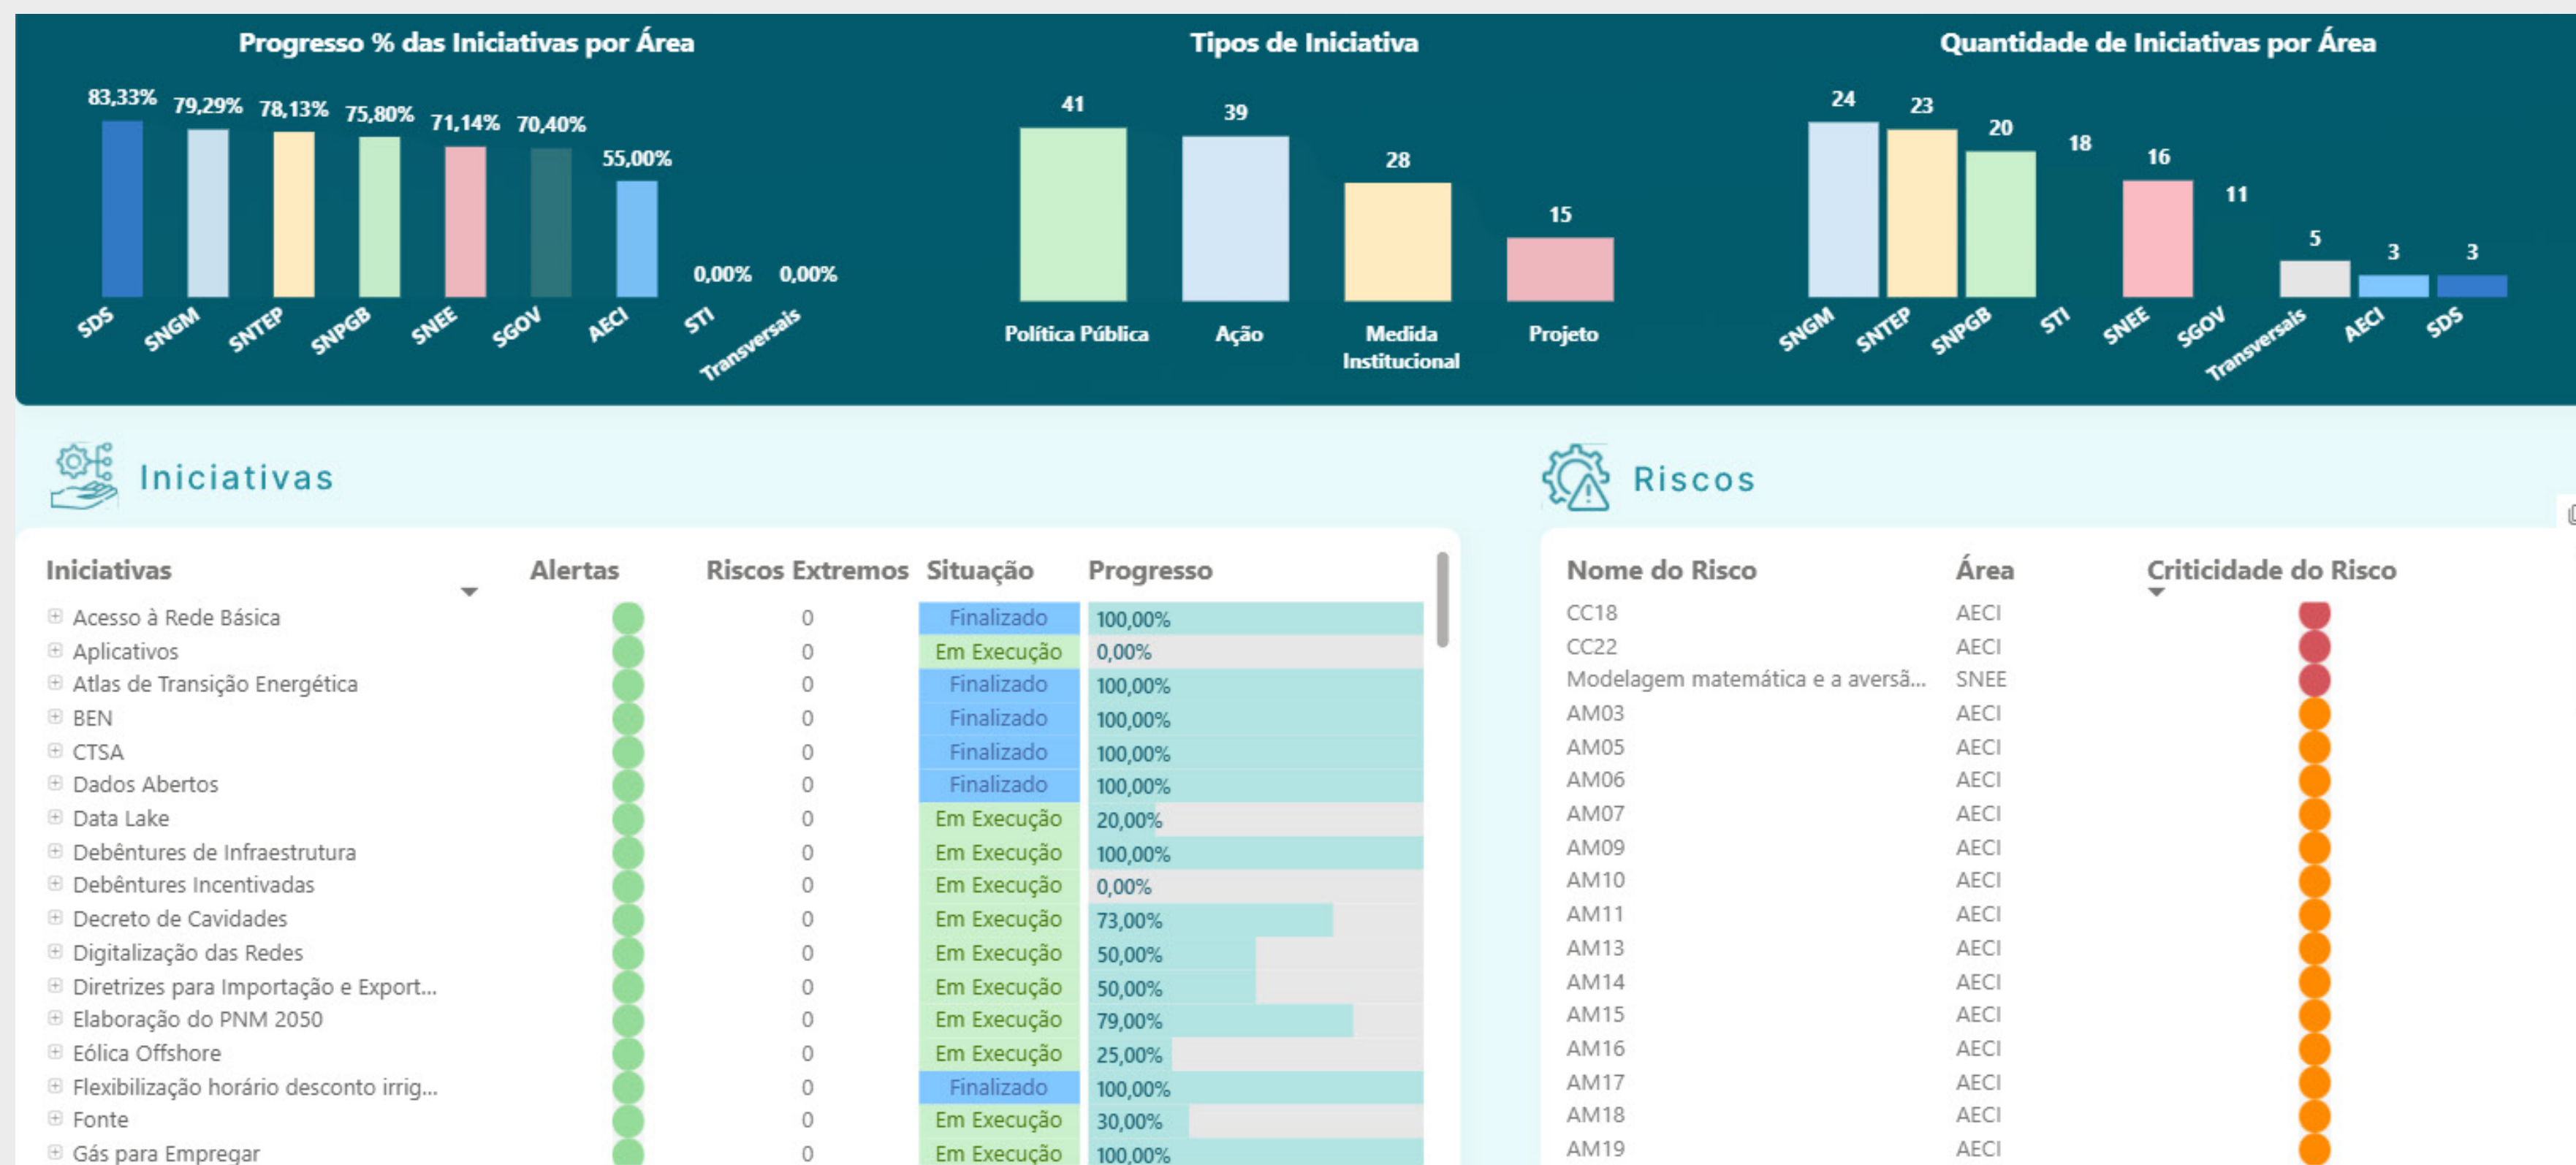 Progresso % das Iniciativas por Área
83,33% 79,29% 78,13% 75,80% 71,14% 70,40% 55,00% 0,00% 0,00%
SDS SNGM SNTEP SNPGB SNEE SGOV AECI STI Transversais
Tipos de Iniciativa
41 39 28 15
Política Pública Ação Medida Institucional Projeto
Quantidade de Iniciativas por Área
24 23 20 18 16 11 5 3 3
SNGM SNTEP SNPGB STI SNEE SGOV Transversais AECI SDS
Iniciativas
Iniciativas Alertas Riscos Extremos Situação Progresso
Acesso à Rede Básica 0 Finalizado 100,00%
Aplicativos 0 Em Execução 0,00%
Atlas de Transição Energética 0 Finalizado 100,00%
BEN 0 Finalizado 100,00%
CTSA 0 Finalizado 100,00%
Dados Abertos 0 Finalizado 100,00%
Data Lake 0 Em Execução 20,00%
Debêntures de Infraestrutura 0 Em Execução 100,00%
Debêntures Incentivadas 0 Em Execução 0,00%
Decreto de Cavidades 0 Em Execução 73,00%
Digitalização das Redes 0 Em Execução 50,00%
Diretrizes para Importação e Export... 0 Em Execução 50,00%
Elaboração do PNM 2050 0 Em Execução 79,00%
Eólica Offshore 0 Em Execução 25,00%
Flexibilização horário desconto irrig... 0 Finalizado 100,00%
Fonte 0 Em Execução 30,00%
Gás para Empregar 0 Em Execução 100,00%
Riscos
Nome do Risco Área Criticidade do Risco
CC18 AECI
CC22 AECI
Modelagem matemática e a aversã... SNEE
AM03 AECI
AM05 AECI
AM06 AECI
AM07 AECI
AM09 AECI
AM10 AECI
AM11 AECI
AM13 AECI
AM14 AECI
AM15 AECI
AM16 AECI
AM17 AECI
AM18 AECI
AM19 AECI